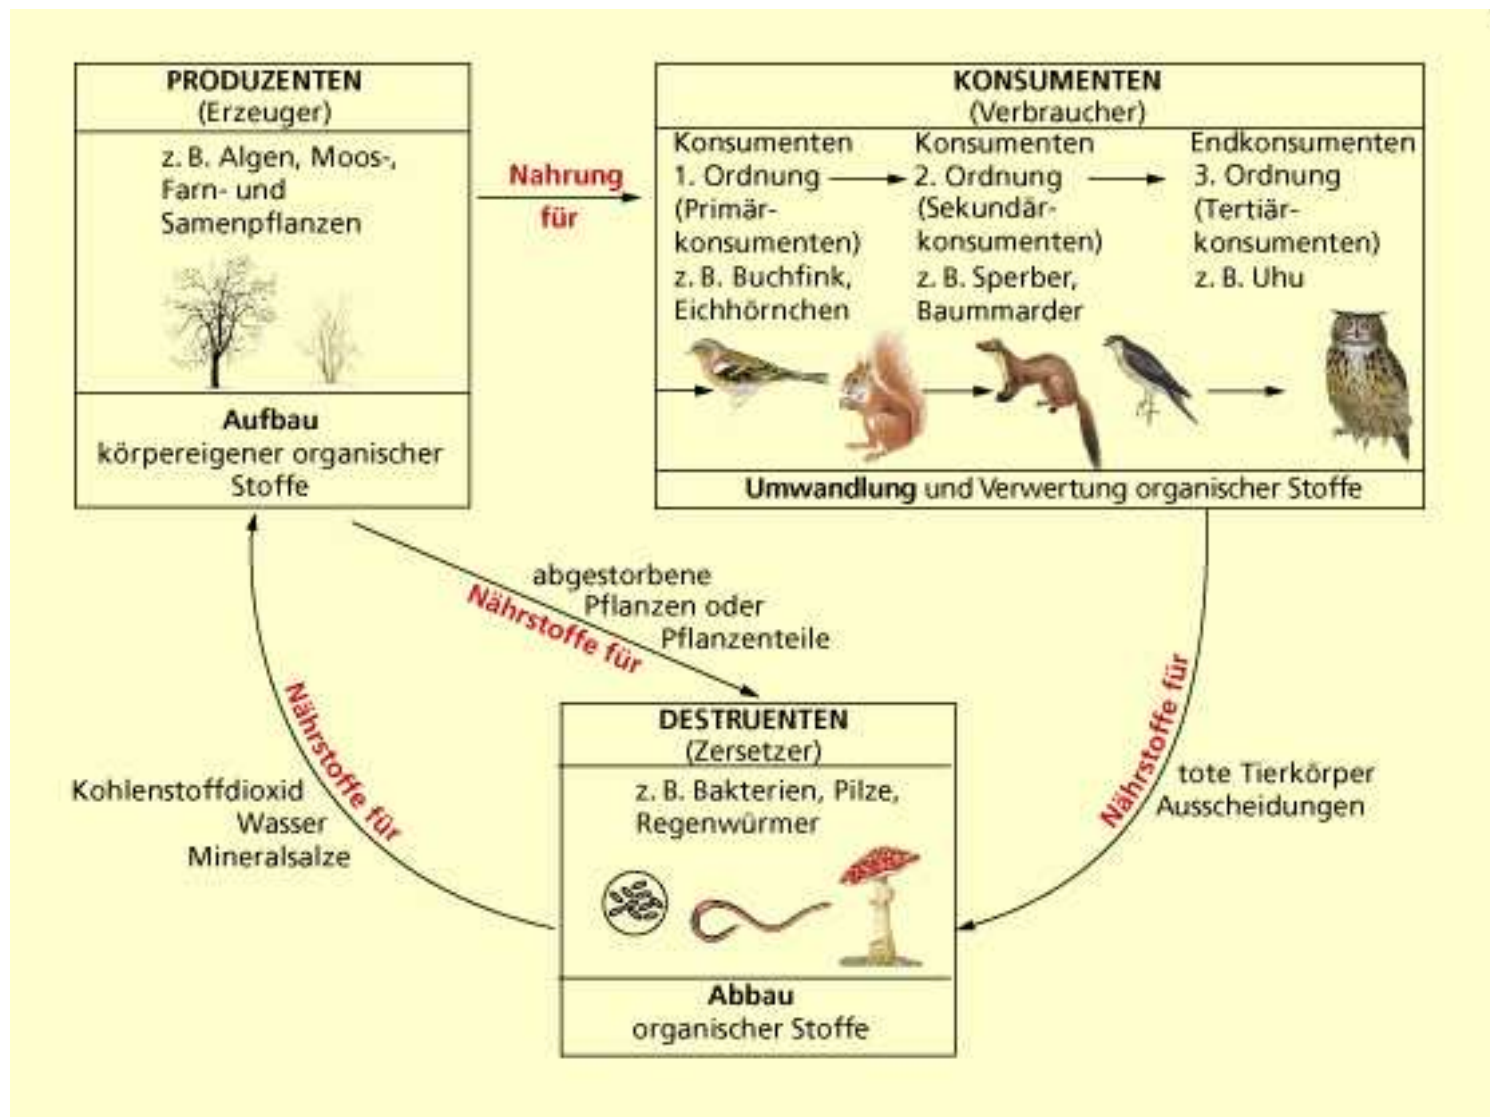 PRODUZENTEN
(Erzeuger)
z. B. Algen, Moos-,
Farn- und
Samenpflanzen
Aufbau
körpereigener organischer
Stoffe
Nahrung
für
KONSUMENTEN
(Verbraucher)
Konsumenten
1. Ordnung
(Primär-
konsumenten)
z. B. Buchfink,
Eichhörnchen
Konsumenten
2. Ordnung
(Sekundär-
konsumenten)
z. B. Sperber,
Baummarder
Endkonsumenten
3. Ordnung
(Tertiär-
konsumenten)
z. B. Uhu
Umwandlung und Verwertung organischer Stoffe
abgestorbene
Pflanzen oder
Pflanzenteile
Nährstoffe für
Nährstoffe für
tote Tierkörper
Ausscheidungen
DESTRUENTEN
(Zersetzer)
z. B. Bakterien, Pilze,
Regenwürmer
Abbau
organischer Stoffe
Nährstoffe für
Kohlenstoffdioxid
Wasser
Mineralsalze